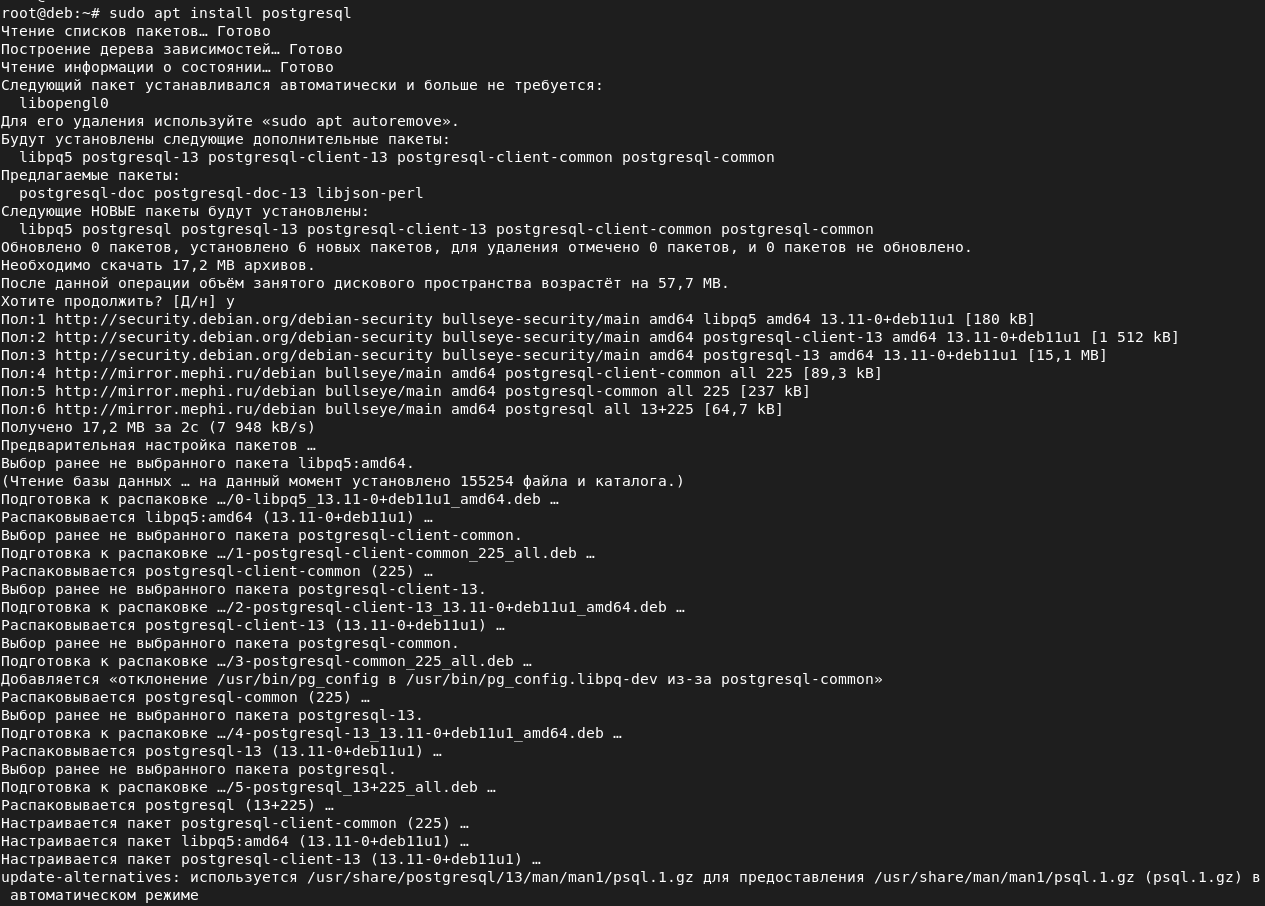 root@deb:~# sudo apt install postgresql
Чтение списков пакетов… Готово
Построение дерева зависимостей… Готово
Чтение информации о состоянии… Готово
Следующий пакет устанавливался автоматически и больше не требуется:
  libopengl0
Для его удаления используйте «sudo apt autoremove».
Будут установлены следующие дополнительные пакеты:
  libpq5 postgresql-13 postgresql-client-13 postgresql-client-common postgresql-common
Предлагаемые пакеты:
  postgresql-doc postgresql-doc-13 libjson-perl
Следующие НОВЫЕ пакеты будут установлены:
  libpq5 postgresql postgresql-13 postgresql-client-13 postgresql-client-common postgresql-common
Обновлено 0 пакетов, установлено 6 новых пакетов, для удаления отмечено 0 пакетов, и 0 пакетов не обновлено.
Необходимо скачать 17,2 MB архивов.
После данной операции объём занятого дискового пространства возрастёт на 57,7 MB.
Хотите продолжить? [Д/н] y
Пол:1 http://security.debian.org/debian-security bullseye-security/main amd64 libpq5 amd64 13.11-0+deb11u1 [180 kB]
Пол:2 http://security.debian.org/debian-security bullseye-security/main amd64 postgresql-client-13 amd64 13.11-0+deb11u1 [1 512 kB]
Пол:3 http://security.debian.org/debian-security bullseye-security/main amd64 postgresql-13 amd64 13.11-0+deb11u1 [15,1 MB]
Пол:4 http://mirror.mephi.ru/debian bullseye/main amd64 postgresql-client-common all 225 [89,3 kB]
Пол:5 http://mirror.mephi.ru/debian bullseye/main amd64 postgresql-common all 225 [237 kB]
Пол:6 http://mirror.mephi.ru/debian bullseye/main amd64 postgresql all 13+225 [64,7 kB]
Получено 17,2 MB за 2с (7 948 kB/s)
Предварительная настройка пакетов …
Выбор ранее не выбранного пакета libpq5:amd64.
(Чтение базы данных … на данный момент установлено 155254 файла и каталога.)
Подготовка к распаковке …/0-libpq5_13.11-0+deb11u1_amd64.deb …
Распаковывается libpq5:amd64 (13.11-0+deb11u1) …
Выбор ранее не выбранного пакета postgresql-client-common.
Подготовка к распаковке …/1-postgresql-client-common_225_all.deb …
Распаковывается postgresql-client-common (225) …
Выбор ранее не выбранного пакета postgresql-client-13.
Подготовка к распаковке …/2-postgresql-client-13_13.11-0+deb11u1_amd64.deb …
Распаковывается postgresql-client-13 (13.11-0+deb11u1) …
Выбор ранее не выбранного пакета postgresql-common.
Подготовка к распаковке …/3-postgresql-common_225_all.deb …
Добавляется «отклонение /usr/bin/pg_config в /usr/bin/pg_config.libpq-dev из-за postgresql-common»
Распаковывается postgresql-common (225) …
Выбор ранее не выбранного пакета postgresql-13.
Подготовка к распаковке …/4-postgresql-13_13.11-0+deb11u1_amd64.deb …
Распаковывается postgresql-13 (13.11-0+deb11u1) …
Выбор ранее не выбранного пакета postgresql.
Подготовка к распаковке …/5-postgresql_13+225_all.deb …
Распаковывается postgresql (13+225) …
Настраивается пакет postgresql-client-common (225) …
Настраивается пакет libpq5:amd64 (13.11-0+deb11u1) …
Настраивается пакет postgresql-client-13 (13.11-0+deb11u1) …
update-alternatives: используется /usr/share/postgresql/13/man/man1/psql.1.gz для предоставления /usr/share/man/man1/psql.1.gz (psql.1.gz) в
 автоматическом режиме